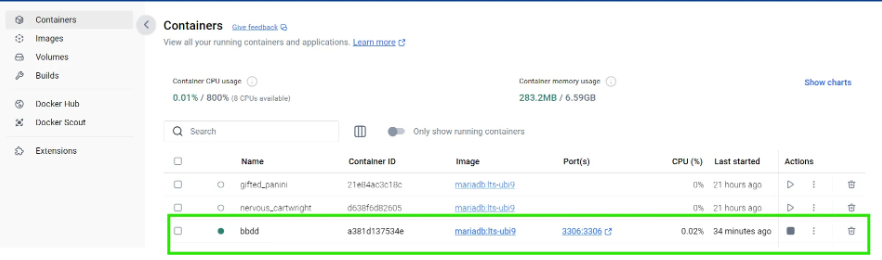 Containers
Images
Volumes
Builds
Docker Hub
Docker Scout
Extensions
Containers Give feedback
View all your running containers and applications. Learn more
Container CPU usage
0.01% / 800% (8 CPUs available)
Container memory usage
283.2MB / 6.59GB
Show charts
Search
Only show running containers
Name Container ID Image Port(s) CPU (%) Last started Actions
gifted_panini 21e84ac3c18c mariadb:lts-ubi9 0% 21 hours ago
nervous_cartwright d638f6d82605 mariadb:lts-ubi9 0% 21 hours ago
bbdd a381d137534e mariadb:lts-ubi9 3306:3306 0.02% 34 minutes ago